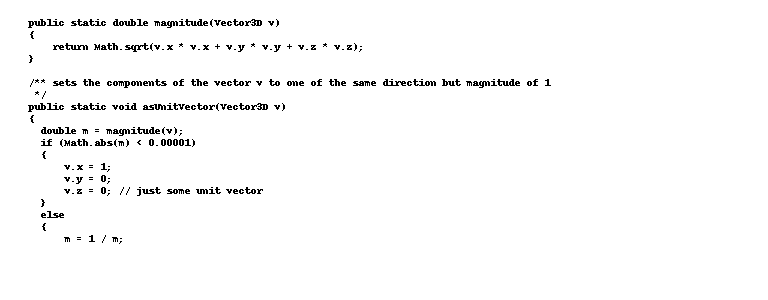 public static double magnitude(Vector3D v)
{
    return Math.sqrt(v.x * v.x + v.y * v.y + v.z * v.z);
}

/** sets the components of the vector v to one of the same direction but magnitude of 1
 */
public static void asUnitVector(Vector3D v)
{
  double m = magnitude(v);
  if (Math.abs(m) < 0.00001)
  {
      v.x = 1;
      v.y = 0;
      v.z = 0; // just some unit vector
  }
  else
  {
      m = 1 / m;